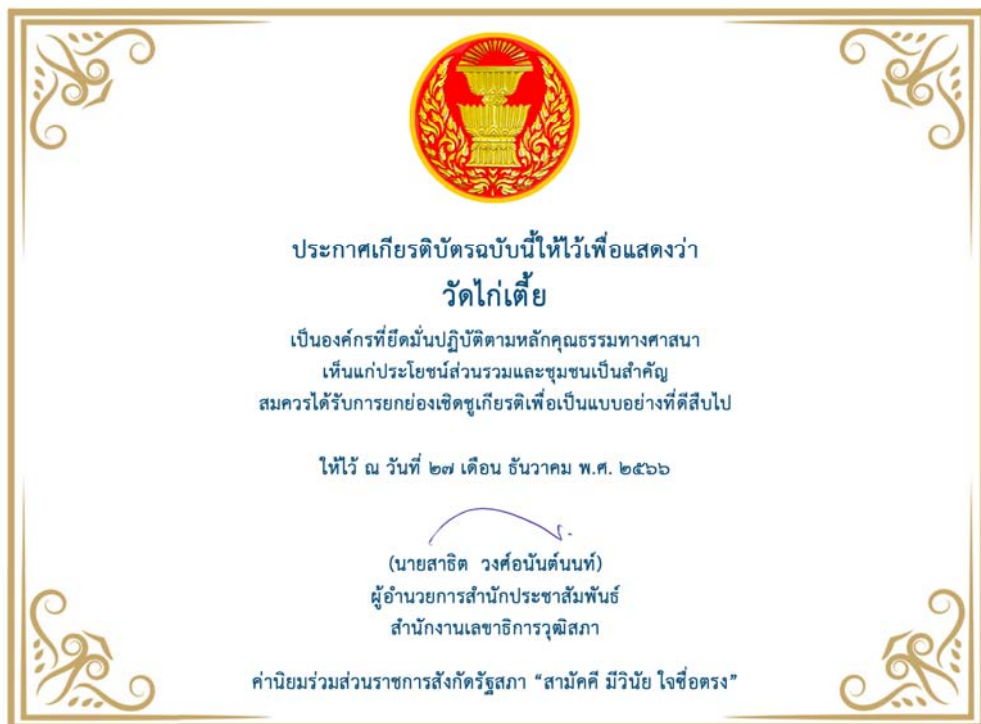 ประกาศเกียรติบัตรฉบับนี้ให้ไว้เพื่อแสดงว่า
วัดไก่เตี้ย
เป็นองค์กรที่ยึดมั่นปฏิบัติตามหลักคุณธรรมทางศาสนา
เห็นแก่ประโยชน์ส่วนรวมและชุมชนเป็นสำคัญ
สมควรได้รับการยกย่องเชิดชูเกียรติเพื่อเป็นแบบอย่างที่ดีสืบไป
ให้ไว้ ณ วันที่ ๒๗ เดือน ธันวาคม พ.ศ. ๒๕๖๖
(นายสาธิต วงศ์อนันต์นนท์)
ผู้อำนวยการสำนักประชาสัมพันธ์
สำนักงานเลขาธิการวุฒิสภา
ค่านิยมร่วมส่วนราชการสังกัดรัฐสภา “สามัคคี มีวินัย ใจซื่อตรง”